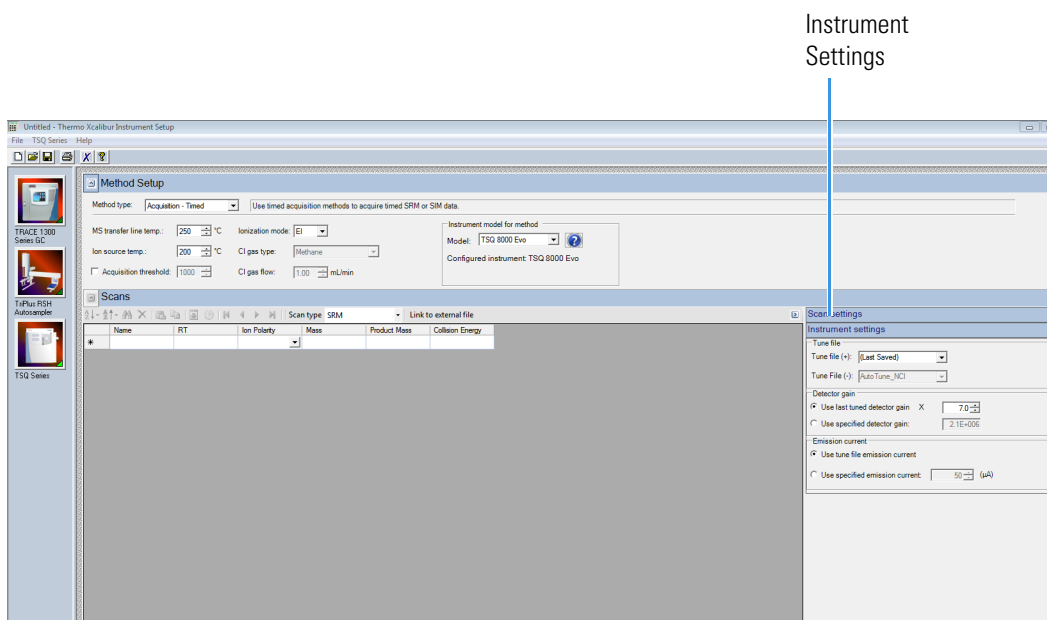 Instrument
Settings
Untitled - Thermo Xcalibur Instrument Setup
File TSQ Series Help
Method Setup
Method type: Acquisition - Timed Use timed acquisition methods to acquire timed SRM or SIM data.
MS transfer line temp.: 250 °C Ionization mode: EI
Instrument model for method
Model: TSQ 8000 Evo
Ion source temp.: 200 °C CI gas type: Methane
Configured instrument: TSQ 8000 Evo
Acquisition threshold: 1000 CI gas flow: 1.00 mL/min
TRACE 1300
Series GC
Scans
TriPlus RSH
Autosampler
Scan type SRM Link to external file
Name RT Ion Polarity Mass Product Mass Collision Energy
TSQ Series
Scan settings
Instrument settings
Tune file
Tune file (+): (Last Saved)
Tune File (-): AutoTune_NCI
Detector gain
Use last tuned detector gain X 7.0
Use specified detector gain: 2.1E+006
Emission current
Use tune file emission current
Use specified emission current: 50 (µA)